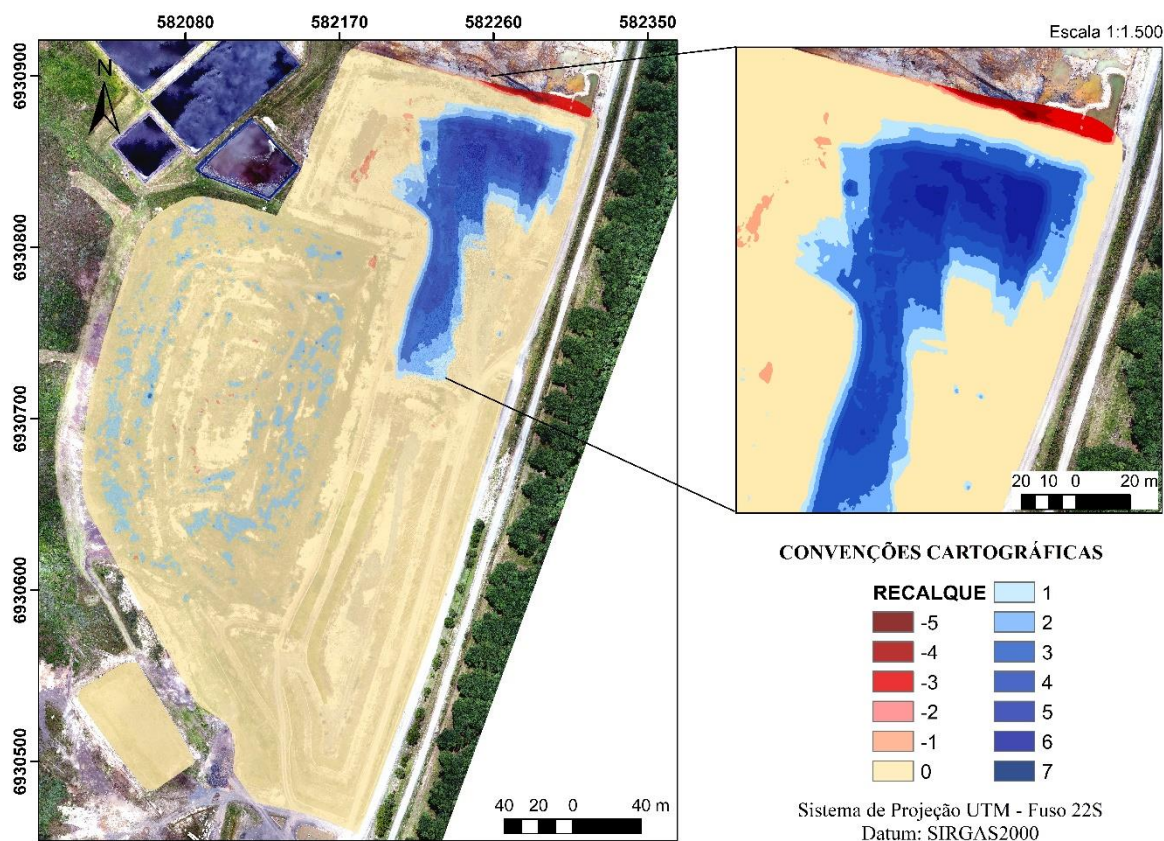 582080 582170 582260 582350
Escala 1:1.500
6930900
6930800
6930700
6930600
6930500
N
40 20 0 40 m
20 10 0 20 m
CONVENÇÕES CARTOGRÁFICAS
RECALQUE
-5
-4
-3
-2
-1
0
1
2
3
4
5
6
7
Sistema de Projeção UTM - Fuso 22S
Datum: SIRGAS2000